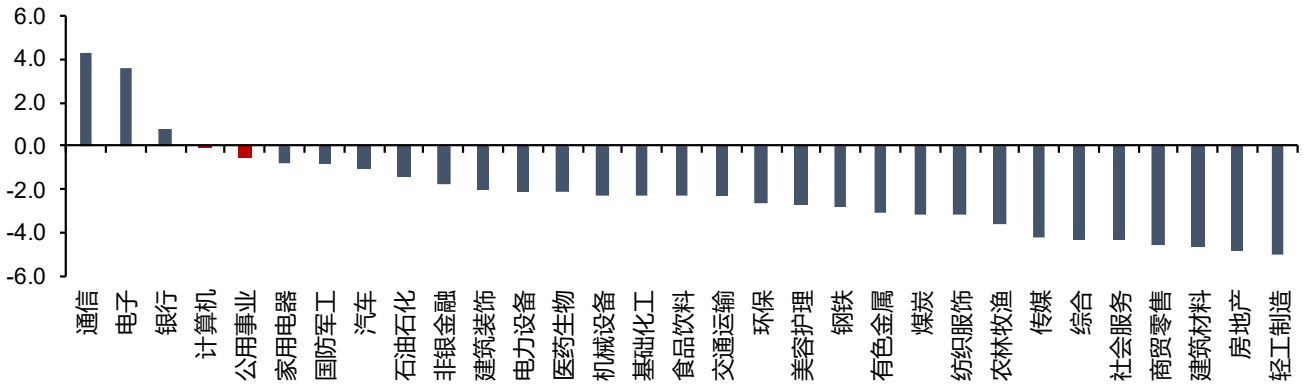 6.0
4.0
2.0
0.0
-2.0
-4.0
-6.0
通信
电子
银行
计算机
公用事业
家用电器
国防军工
汽车
石油石化
非银金融
建筑装饰
电力设备
医药生物
机械设备
基础化工
食品饮料
交通运输
环保
美容护理
钢铁
有色金属
煤炭
纺织服饰
农林牧渔
传媒
综合
社会服务
商贸零售
建筑材料
房地产
轻工制造